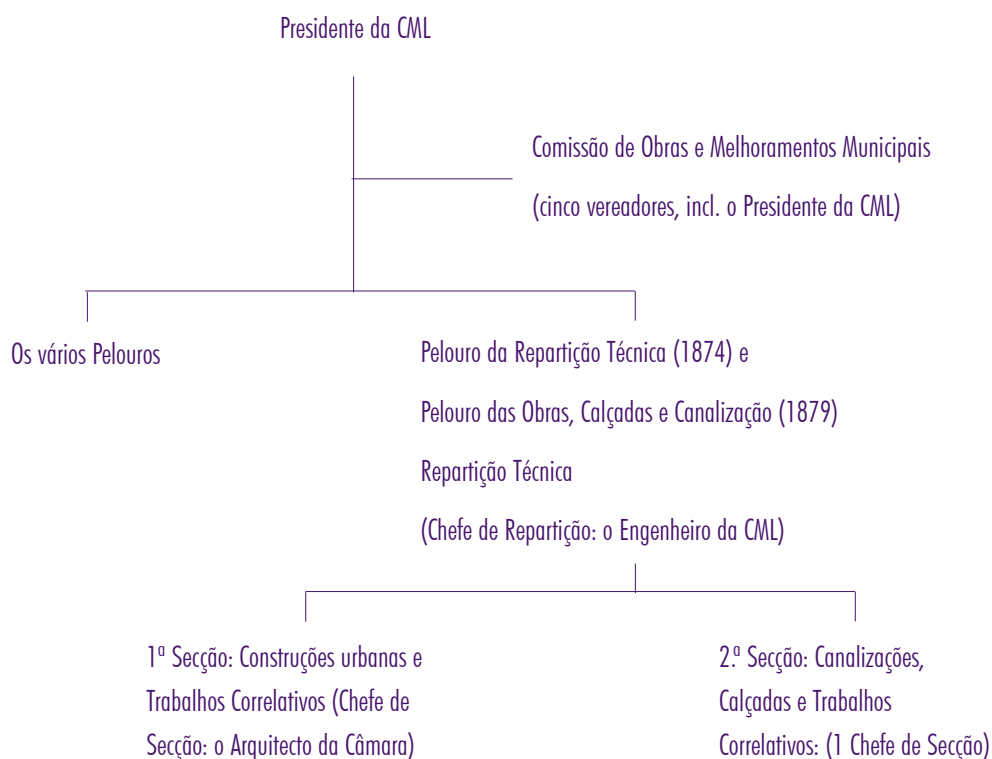 Presidente da CML
Comissão de Obras e Melhoramentos Municipais
(cinco vereadores, incl. o Presidente da CML)
Os vários Pelouros
Pelouro da Repartição Técnica (1874) e
Pelouro das Obras, Calçadas e Canalização (1879)
Repartição Técnica
(Chefe de Repartição: o Engenheiro da CML)
1ª Secção: Construções urbanas e
Trabalhos Correlativos (Chefe de
Secção: o Arquitecto da Câmara)
2.ª Secção: Canalizações,
Calçadas e Trabalhos
Correlativos: (1 Chefe de Secção)